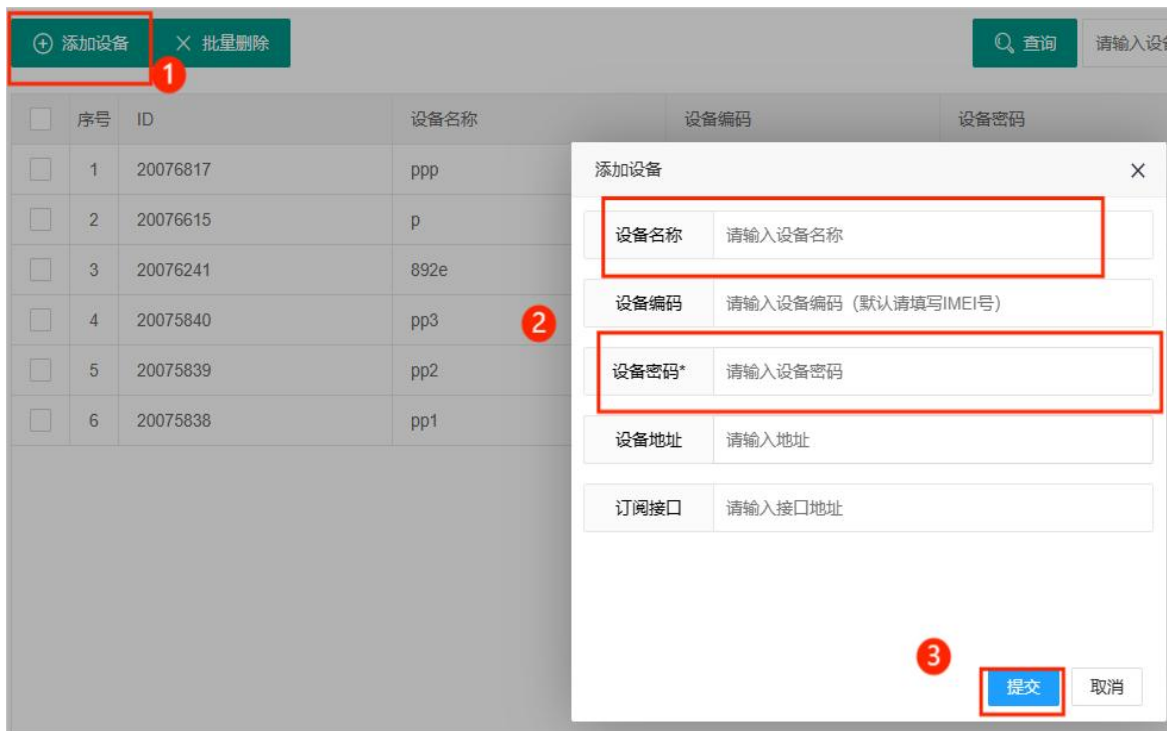 添加设备 批量删除 查询 请输入设
1
序号 ID 设备名称 设备编码 设备密码
1 20076817 ppp
2 20076615 p
3 20076241 892e
4 20075840 pp3
5 20075839 pp2
6 20075838 pp1
添加设备
设备名称 请输入设备名称
2
设备编码 请输入设备编码（默认请填写IMEI号）
设备密码* 请输入设备密码
设备地址 请输入地址
订阅接口 请输入接口地址
3
提交 取消